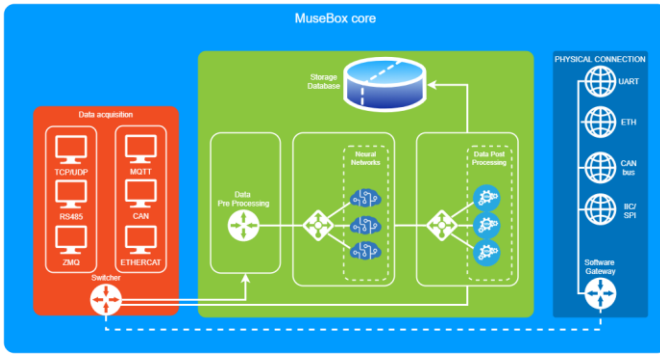 MuseBox core
Data acquisition
TCP/UDP
MQTT
RS485
CAN
ZMQ
ETHERCAT
Switcher
Storage
Database
Data
Pre Processing
Neural
Networks
Data Post
Processing
PHYSICAL CONNECTION
UART
ETH
CAN
bus
IIC/
SPI
Software
Gateway